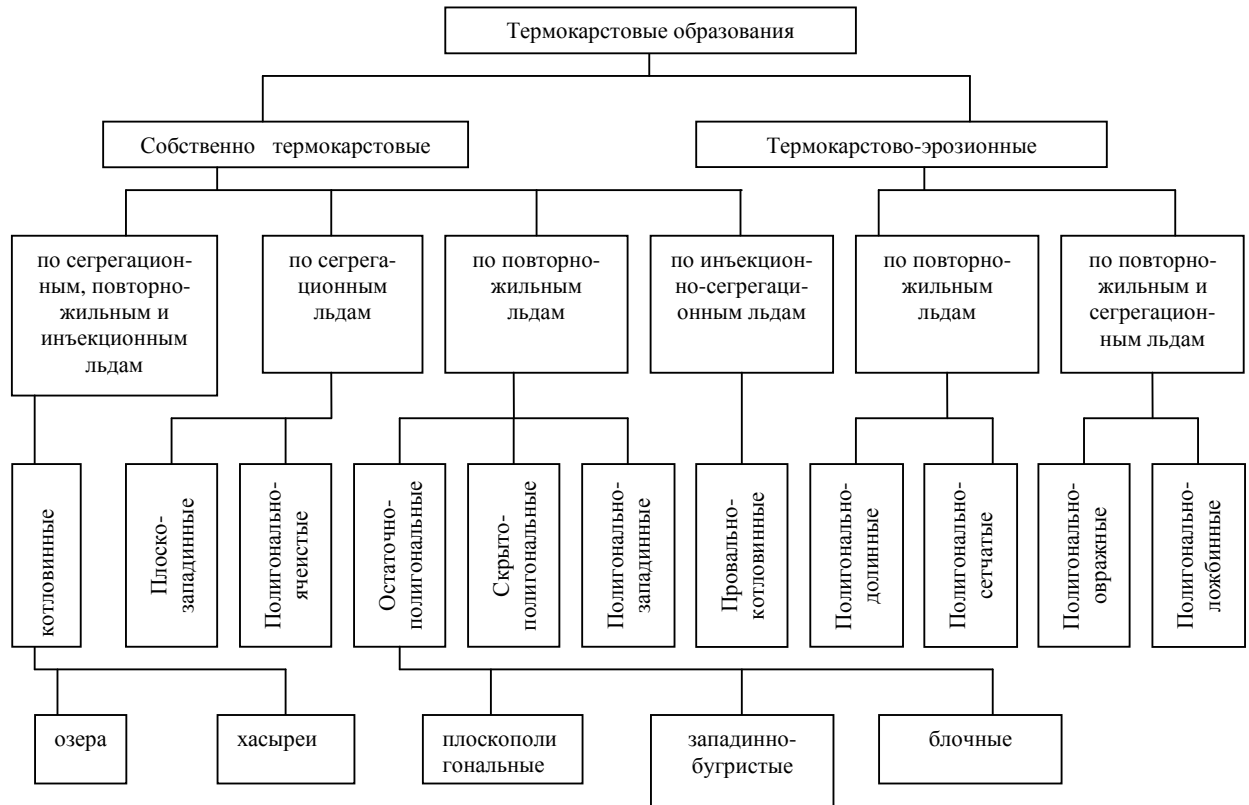 Термокарстовые образования
Собственно термокарстовые
Термокарстово-эрозионные
по сегрегацион-
ным, повторно-
жильным и
инъекционным
льдам
по сегрега-
ционным
льдам
по повторно-
жильным
льдам
по инъекцион-
но-сегрегаци-
онным льдам
по повторно-
жильным
льдам
по повторно-
жильным и
сегрегацион-
ным льдам
котловинные
Плоско-
западинные
Полигонально-
ячеистые
Остаточно-
полигональные
Скрыто-
полигональные
Полигонально-
западинные
Провально-
котловинные
Полигонально-
долинные
Полигонально-
сетчатые
Полигонально-
овражные
Полигонально-
ложбинные
озера
хасыреи
плоскополи
гональные
западинно-
бугристые
блочные